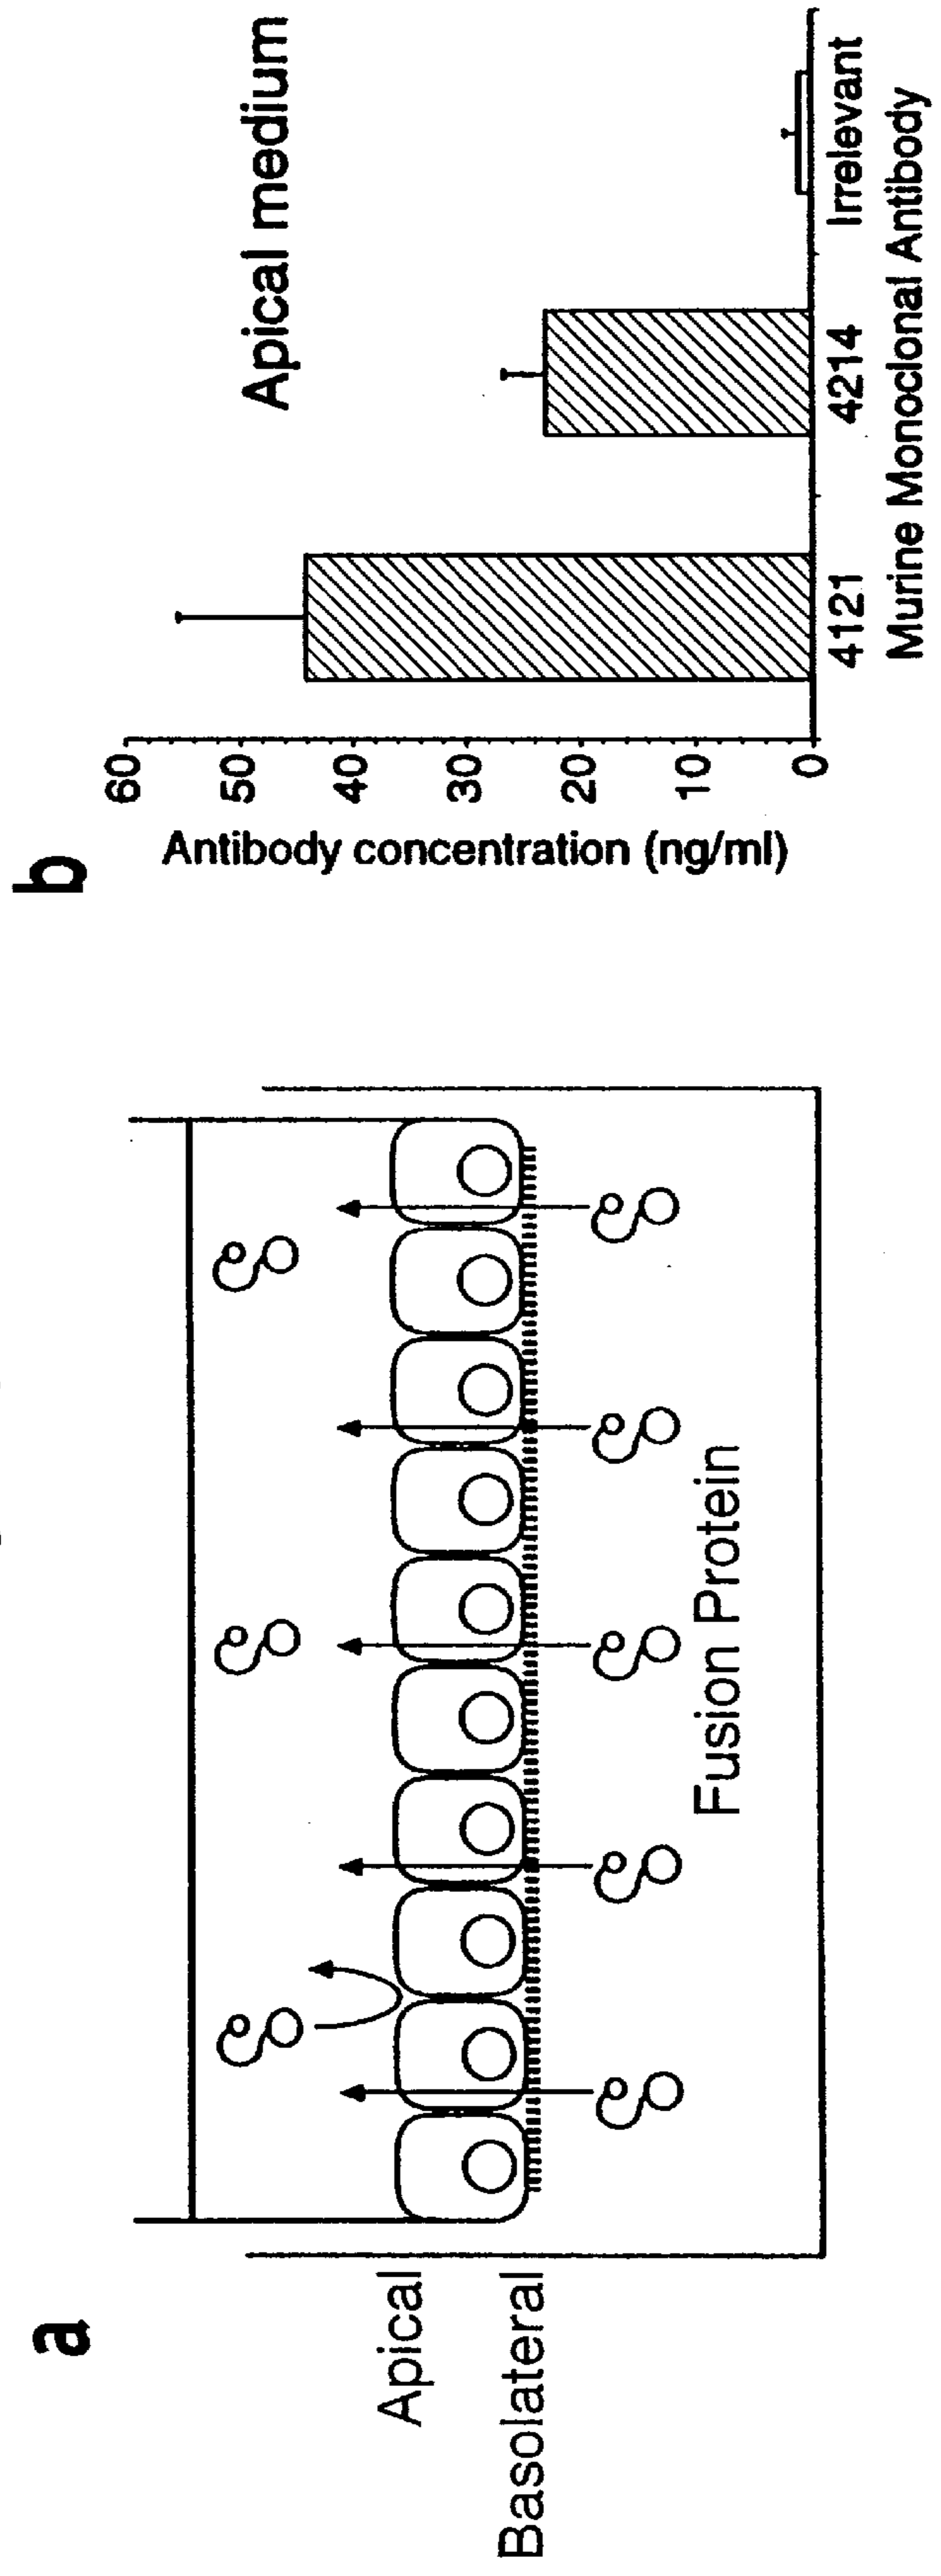 a
Apical
Basolateral
Fusion Protein
b
Apical medium
Antibody concentration (ng/ml)
60
50
40
30
20
10
0
4121 4214 Irrelevant
Murine Monoclonal Antibody